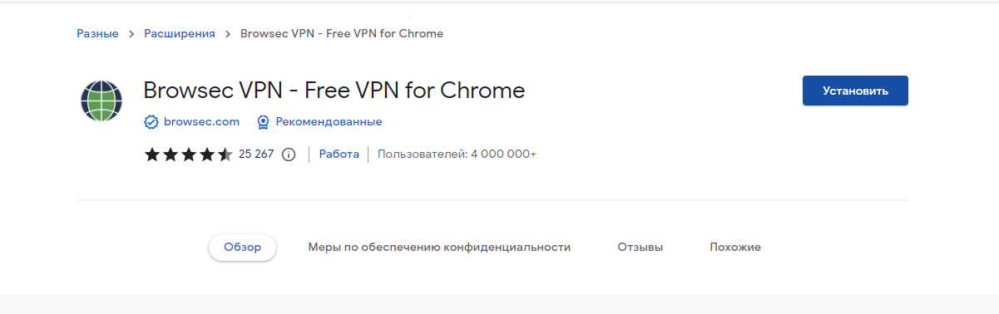 Разные > Расширения > Browsec VPN - Free VPN for Chrome
Browsec VPN - Free VPN for Chrome
Установить
browsec.com Рекомендованные
25 267 Работа Пользователей: 4 000 000+
Обзор Меры по обеспечению конфиденциальности Отзывы Похожие